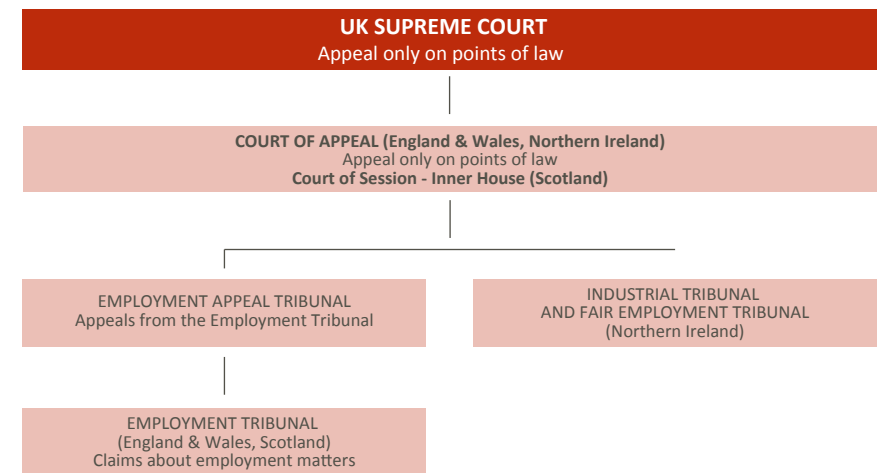 UK SUPREME COURT
Appeal only on points of law
COURT OF APPEAL (England & Wales, Northern Ireland)
Appeal only on points of law
Court of Session - Inner House (Scotland)
EMPLOYMENT APPEAL TRIBUNAL
Appeals from the Employment Tribunal
INDUSTRIAL TRIBUNAL
AND FAIR EMPLOYMENT TRIBUNAL
(Northern Ireland)
EMPLOYMENT TRIBUNAL
(England & Wales, Scotland)
Claims about employment matters